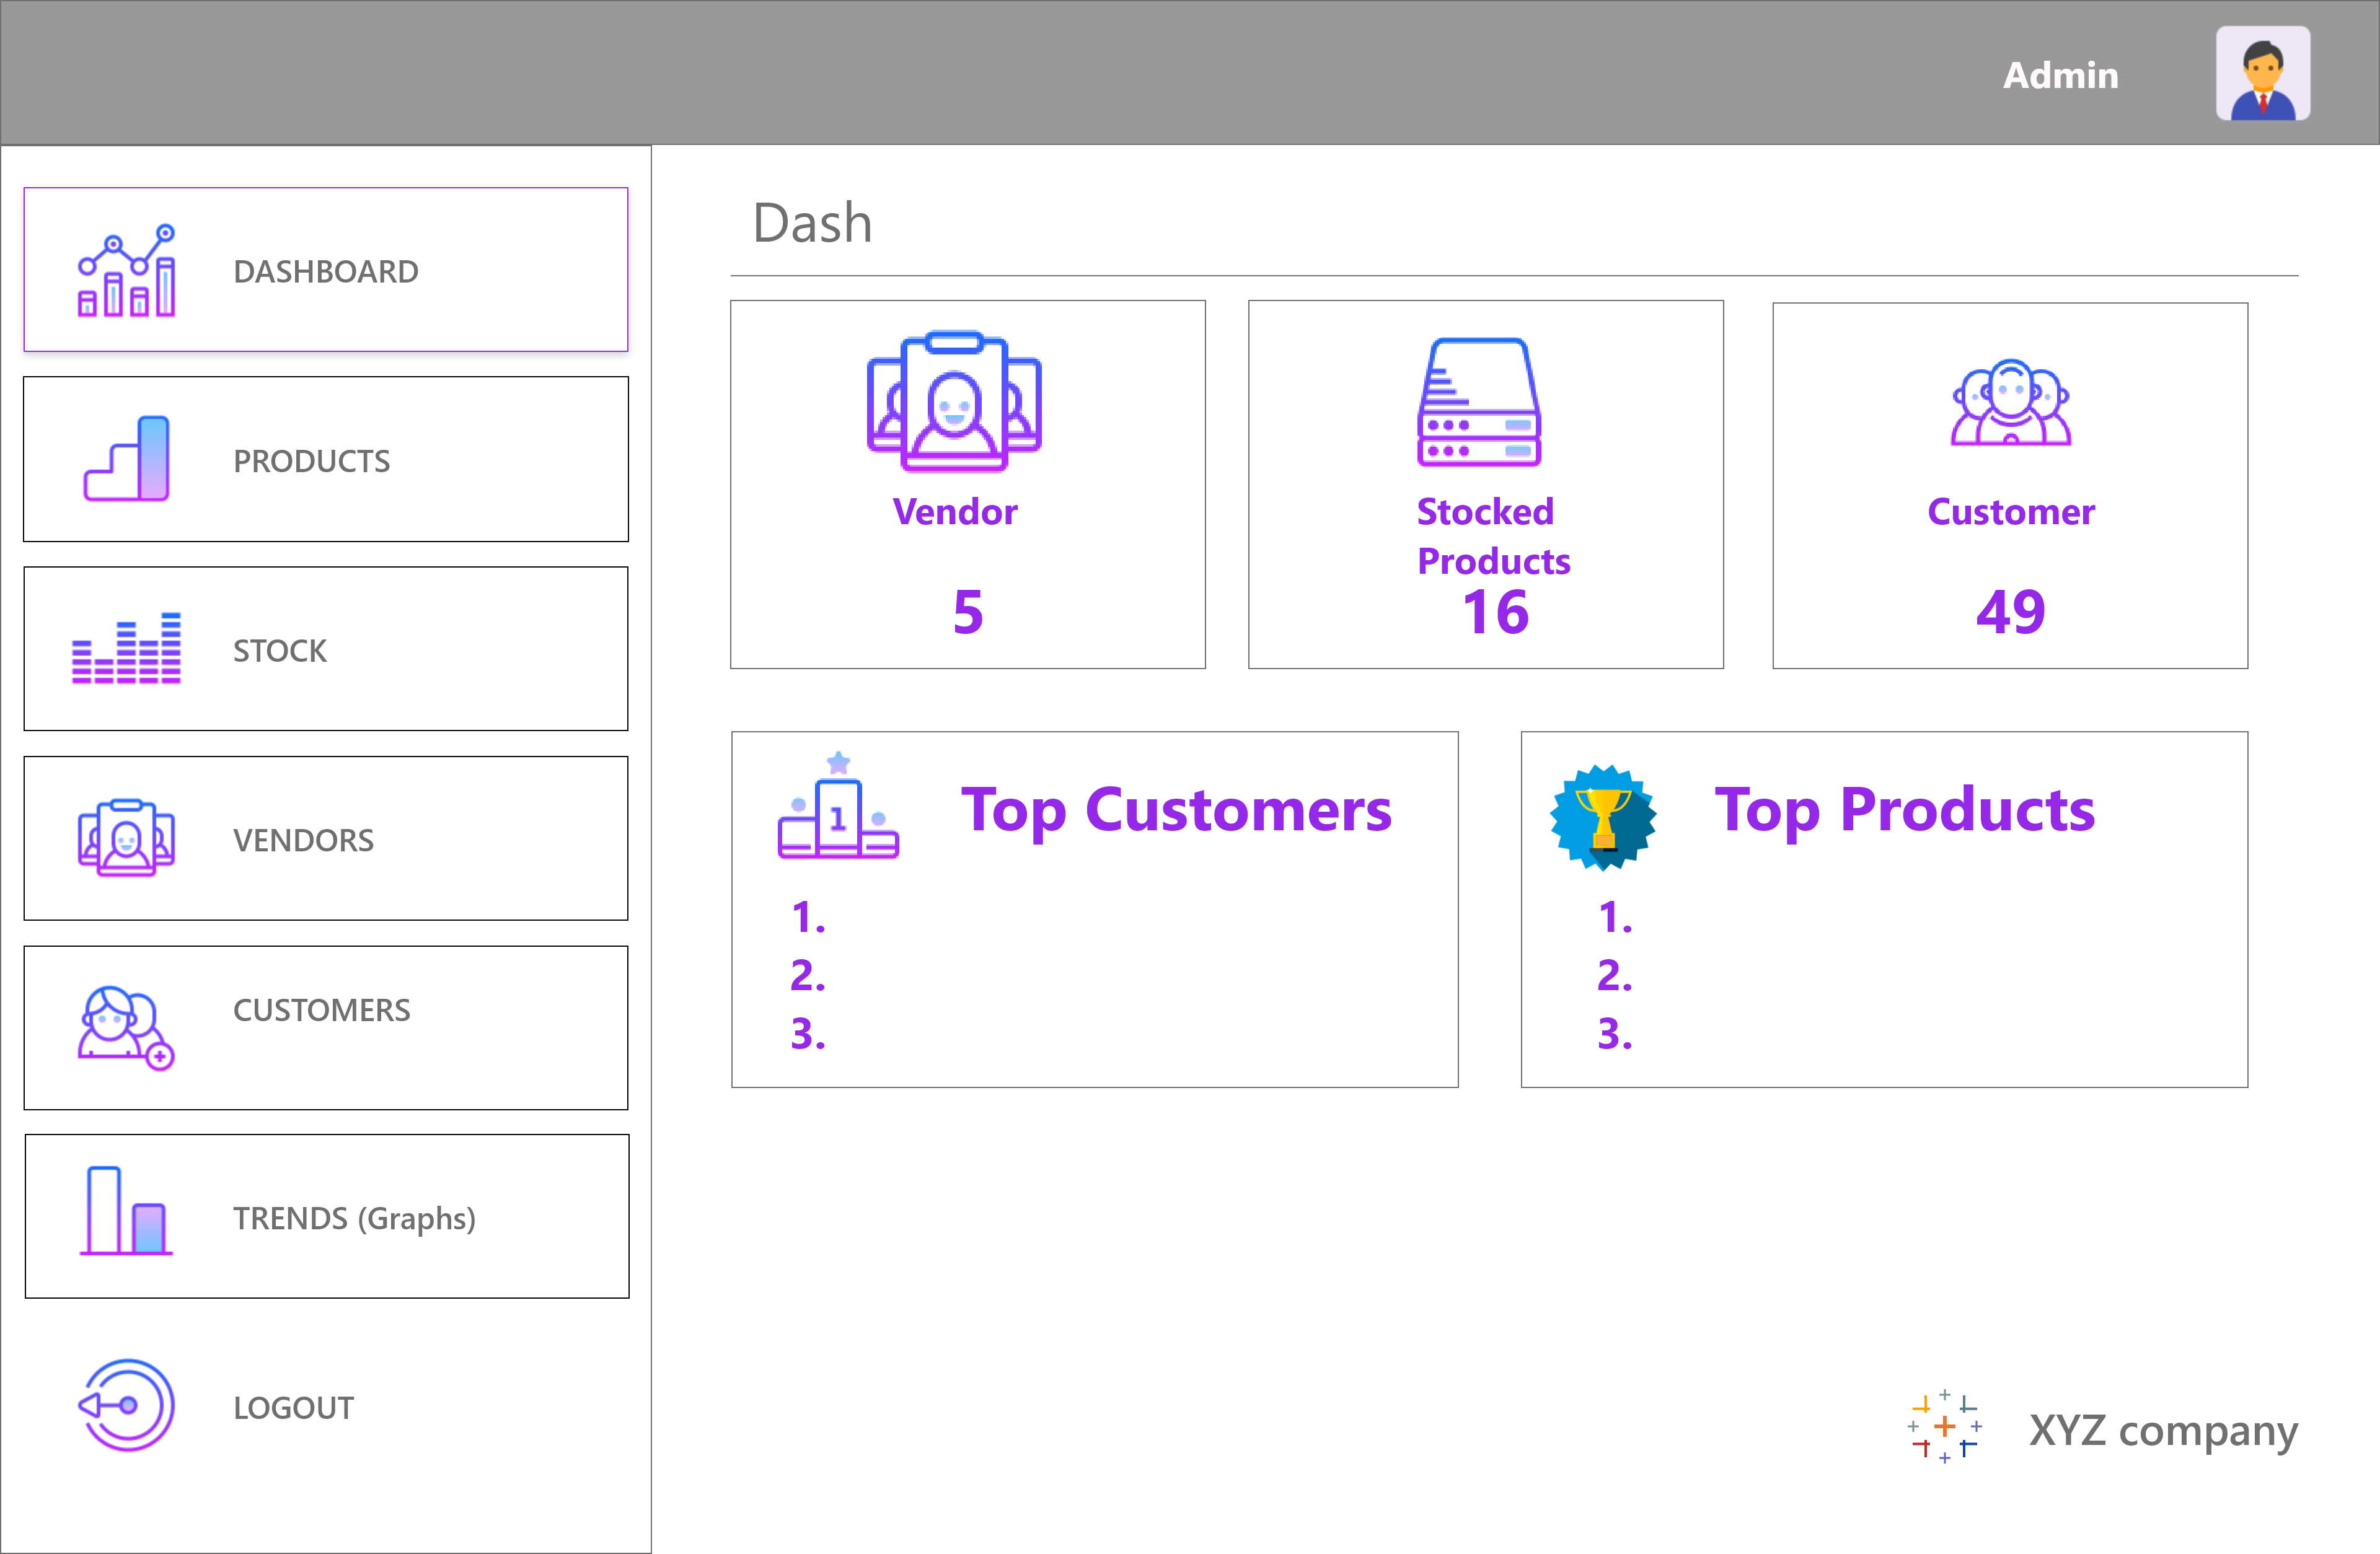 Admin
DASHBOARD
PRODUCTS
STOCK
VENDORS
CUSTOMERS
TRENDS (Graphs)
LOGOUT
Dash
Vendor
5
Stocked
Products
16
Customer
49
1
Top Customers
1.
2.
3.
Top Products
1.
2.
3.
XYZ company